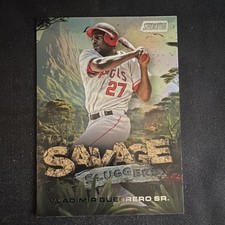 STADIUM
ANGELS
27
SAVAGE
SLUGGERS
VLADIMIR GUERRERO SR.